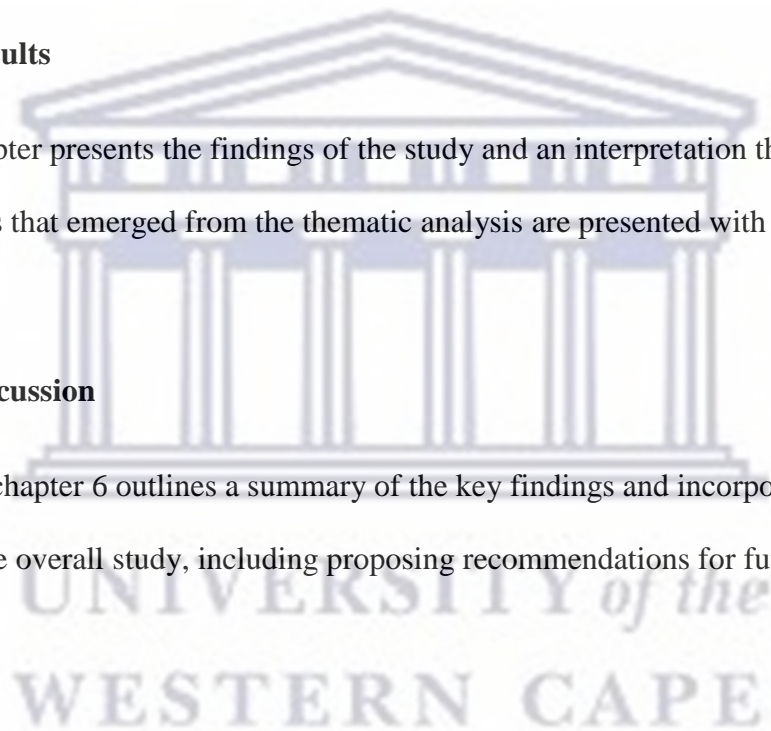 ults
pter presents the findings of the study and an interpretation th
s that emerged from the thematic analysis are presented with
cussion
chapter 6 outlines a summary of the key findings and incorpo
e overall study, including proposing recommendations for fu
UNIVERSITY of the
WESTERN CAPE